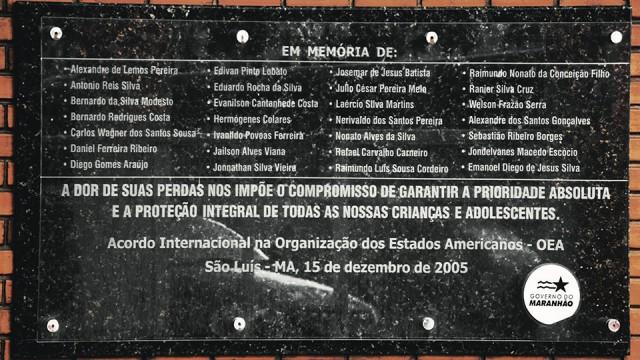 EM MEMÓRIA DE:
• Alexandre de Lemos Pereira
• Antonio Reis Silva
• Bernardo da Silva Modesto
• Bernardo Rodrigues Costa
• Carlos Wagner dos Santos Sousa
• Daniel Ferreira Ribeiro
• Diego Gomes Araújo
• Edivan Pinto Lobato
• Eduardo Rocha da Silva
• Evanilson Cantenhede Costa
• Hermógenes Colares
• Ivanildo Povoas Ferreira
• Jailson Alves Viana
• Jonnathan Silva Vieira
• Josemar de Jesus Batista
• Julio César Pereira Melo
• Laércio Silva Martins
• Nerivaldo dos Santos Pereira
• Nonato Alves da Silva
• Rafael Carvalho Carneiro
• Raimundo Luís Sousa Cordeiro
• Raimundo Nonato da Conceição Filho
• Ranier Silva Cruz
• Welson Frazão Serra
• Alexandre dos Santos Gonçalves
• Sebastião Ribeiro Borges
• Jondelvanes Macedo Escócio
• Emanoel Diego de Jesus Silva
A DOR DE SUAS PERDAS NOS IMPÕE O COMPROMISSO DE GARANTIR A PRIORIDADE ABSOLUTA
E A PROTEÇÃO INTEGRAL DE TODAS AS NOSSAS CRIANÇAS E ADOLESCENTES.
Acordo Internacional na Organização dos Estados Americanos - OEA
São Luís - MA, 15 de dezembro de 2005
GOVERNO DO
MARANHÃO